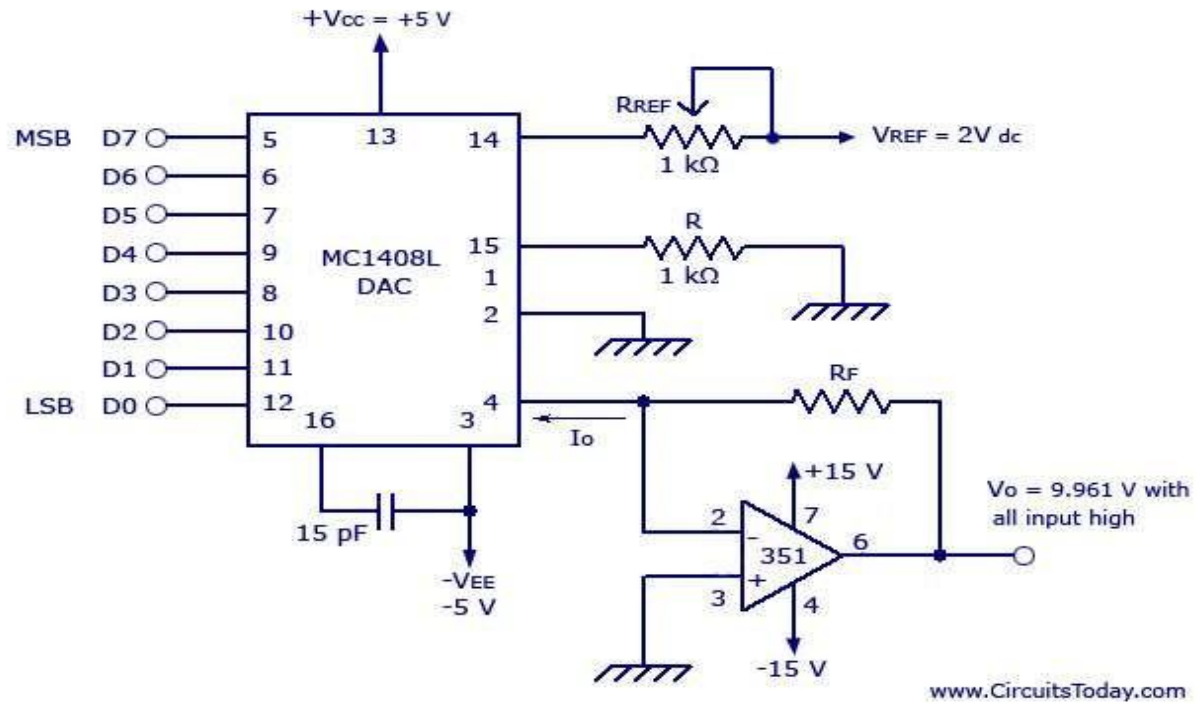 +Vcc = +5 V
MSB D7 5 13 14
RREF
1 kΩ
VREF = 2V dc
D6 6
D5 7
D4 9
D3 8
D2 10
D1 11
LSB D0 12
MC1408L
DAC
15
R
1 kΩ
1
2
4
16
3
Io
RF
15 pF
-VEE
-5 V
+15 V
2
7
-
351
6
+
3
4
-15 V
Vo = 9.961 V with
all input high
www.CircuitsToday.com